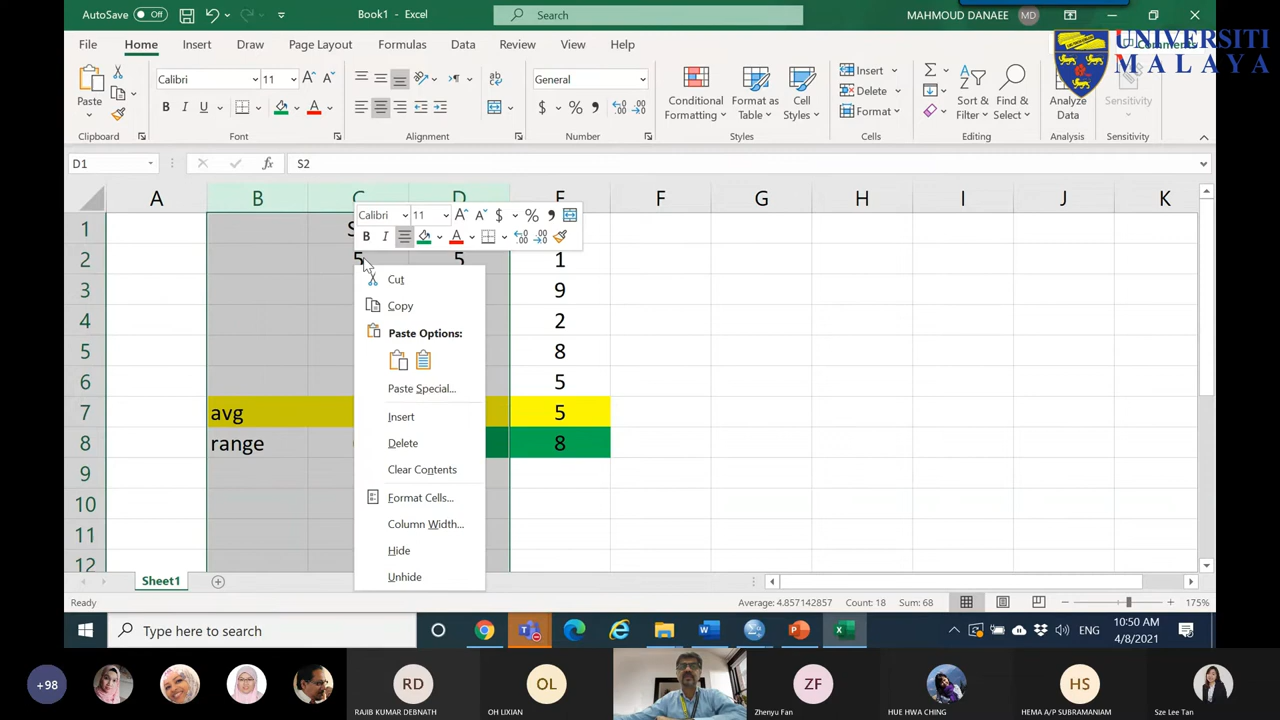 AutoSave Off Book1 - Excel Search MAHMOUD DANAEE MD
File Home Insert Draw Page Layout Formulas Data Review View Help Comments
UNIVERSITI
MALAYA
Calibri 11 General Insert
Paste B I U $ % Delete
Conditional Formatting Format as Table Cell Styles Format Sort & Filter Find & Select Analyze Data Sensitivity
Clipboard Font Alignment Number Styles Cells Editing Analysis Sensitivity
D1 fx S2
A B C D E F G H I J K
Calibri 11 $ %
1 S
B I
2 5 5 1
Cut
3 9
Copy
4 2
Paste Options:
5 8
6 5
Paste Special...
7 avg 5
Insert
8 range 8
Delete
9
Clear Contents
10
Format Cells...
11
Column Width...
12
Hide
Unhide
Sheet1
Ready Average: 4.857142857 Count: 18 Sum: 68 175%
Type here to search ENG 10:50 AM
4/8/2021
+98 RD OL ZF HS
RAJIB KUMAR DEBNATH OH LIXIAN Zhenyu Fan HUE HWA CHING HEMA A/P SUBRAMANIAM Sze Lee Tan